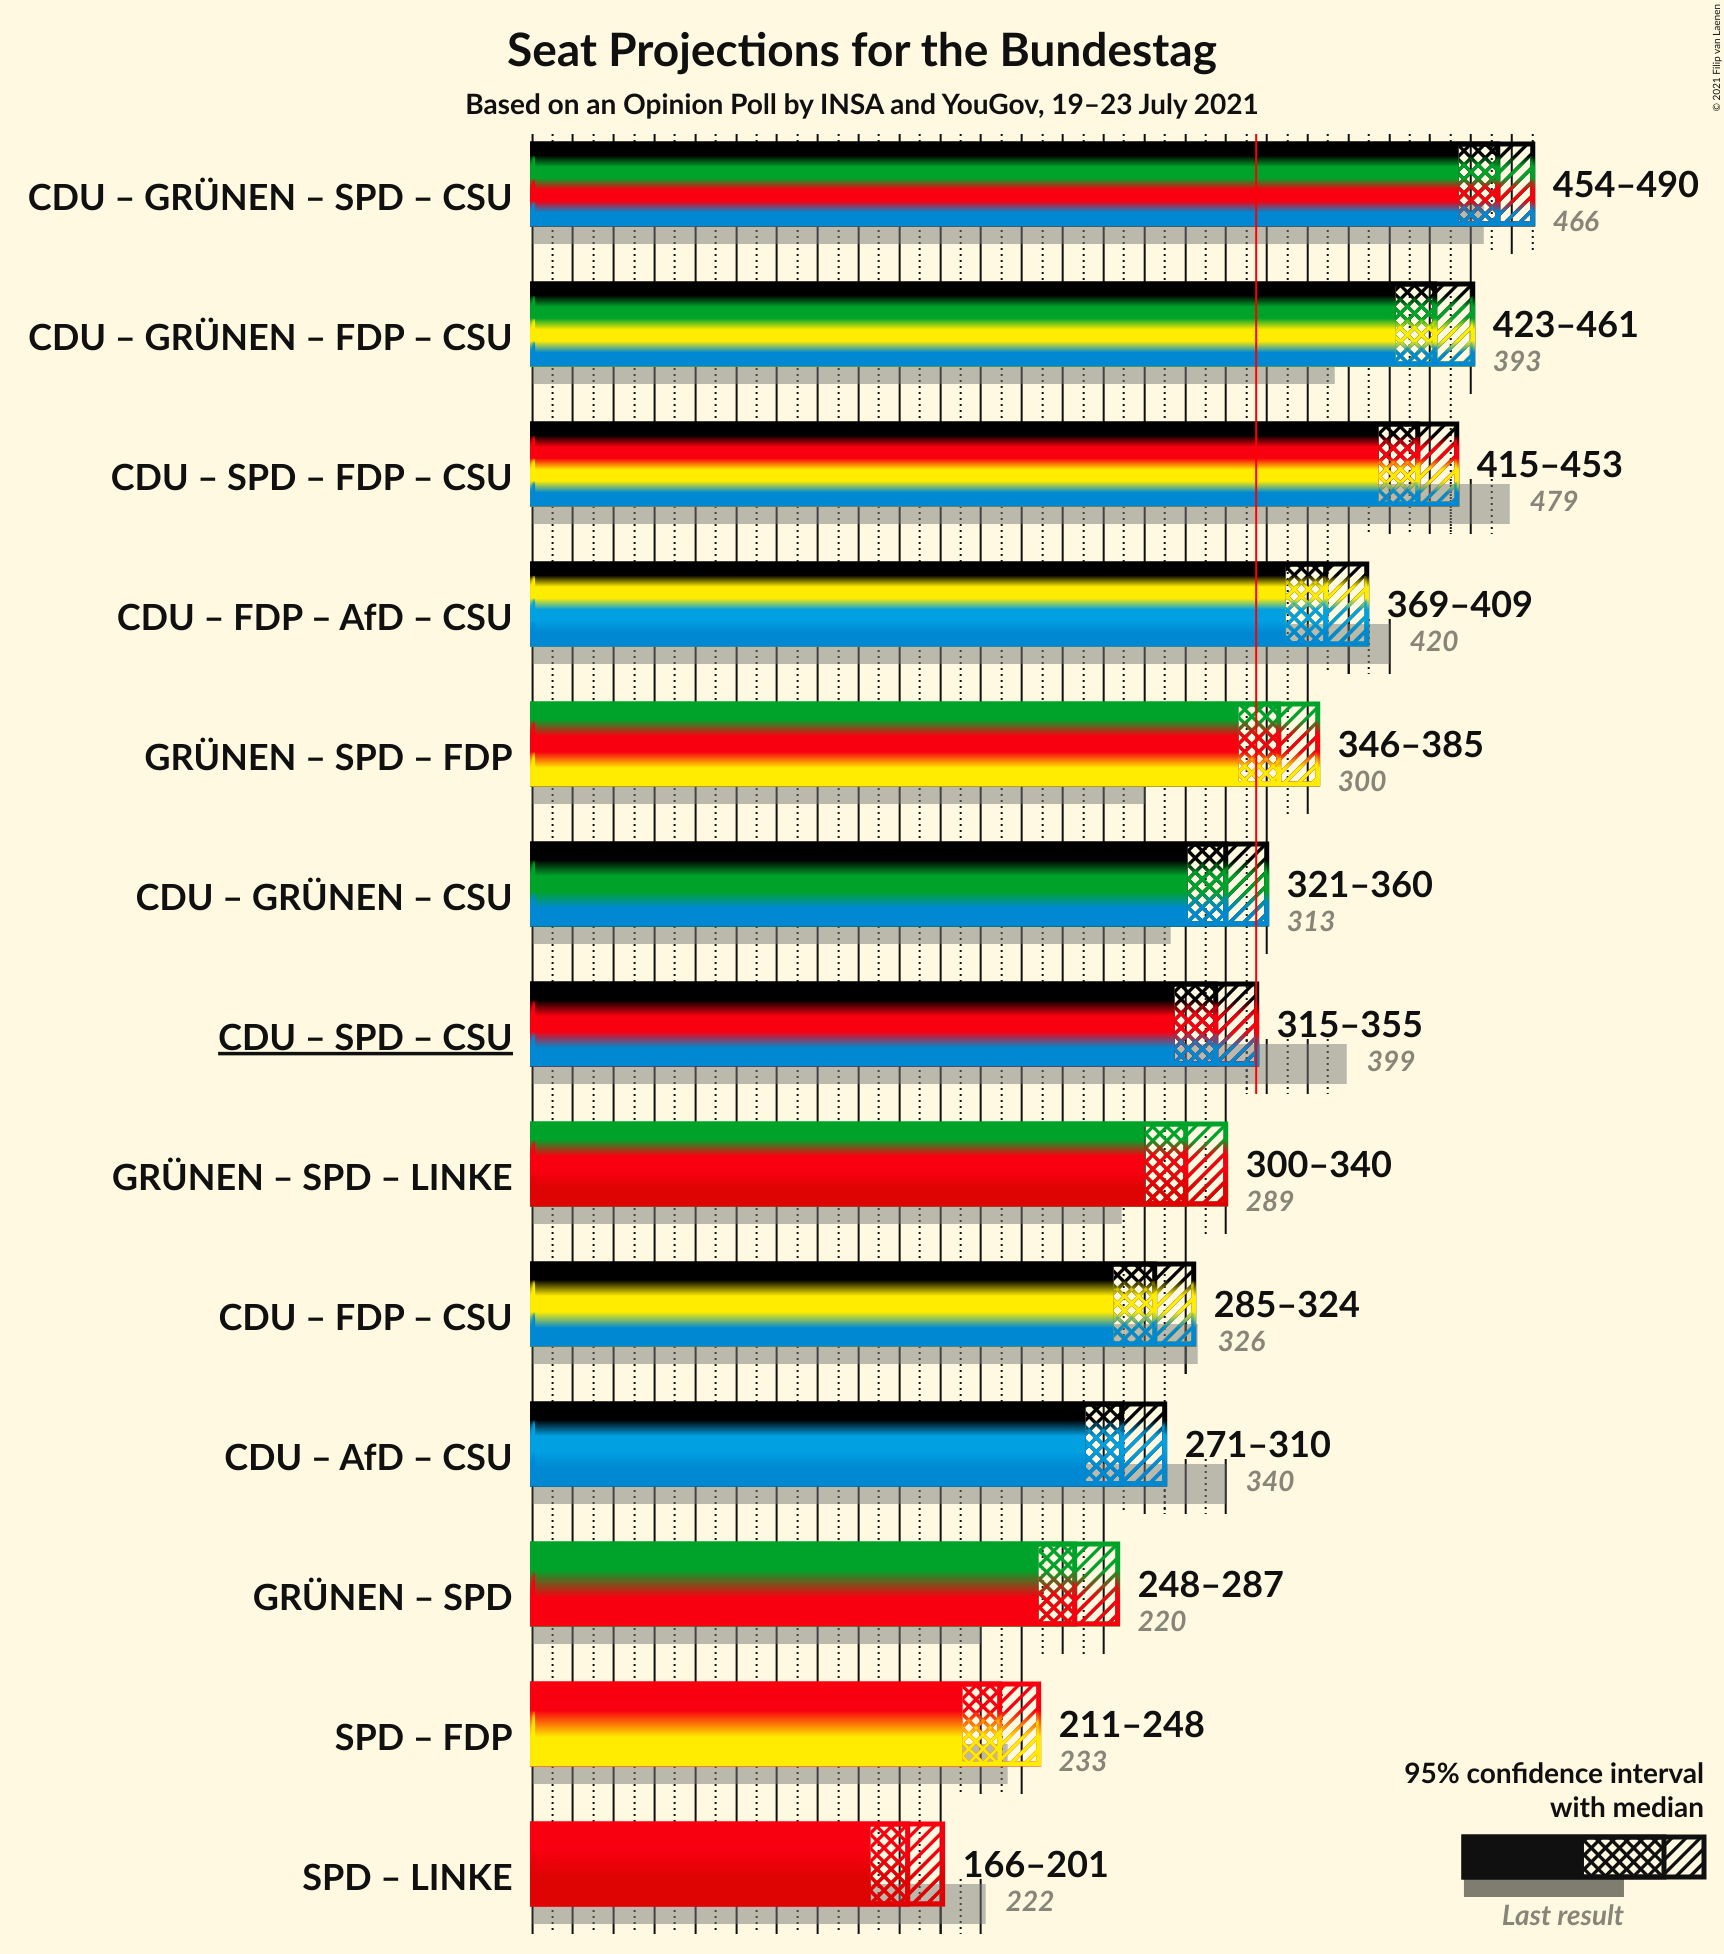 Seat Projections for the Bundestag
Based on an Opinion Poll by INSA and YouGov, 19–23 July 2021
© 2021 Filip van Laenen
CDU – GRÜNEN – SPD – CSU
454–490
466
CDU – GRÜNEN – FDP – CSU
423–461
393
CDU – SPD – FDP – CSU
415–453
479
CDU – FDP – AfD – CSU
369–409
420
GRÜNEN – SPD – FDP
346–385
300
CDU – GRÜNEN – CSU
321–360
313
CDU – SPD – CSU
315–355
399
GRÜNEN – SPD – LINKE
300–340
289
CDU – FDP – CSU
285–324
326
CDU – AfD – CSU
271–310
340
GRÜNEN – SPD
248–287
220
SPD – FDP
211–248
233
SPD – LINKE
166–201
222
95% confidence interval
with median
Last result